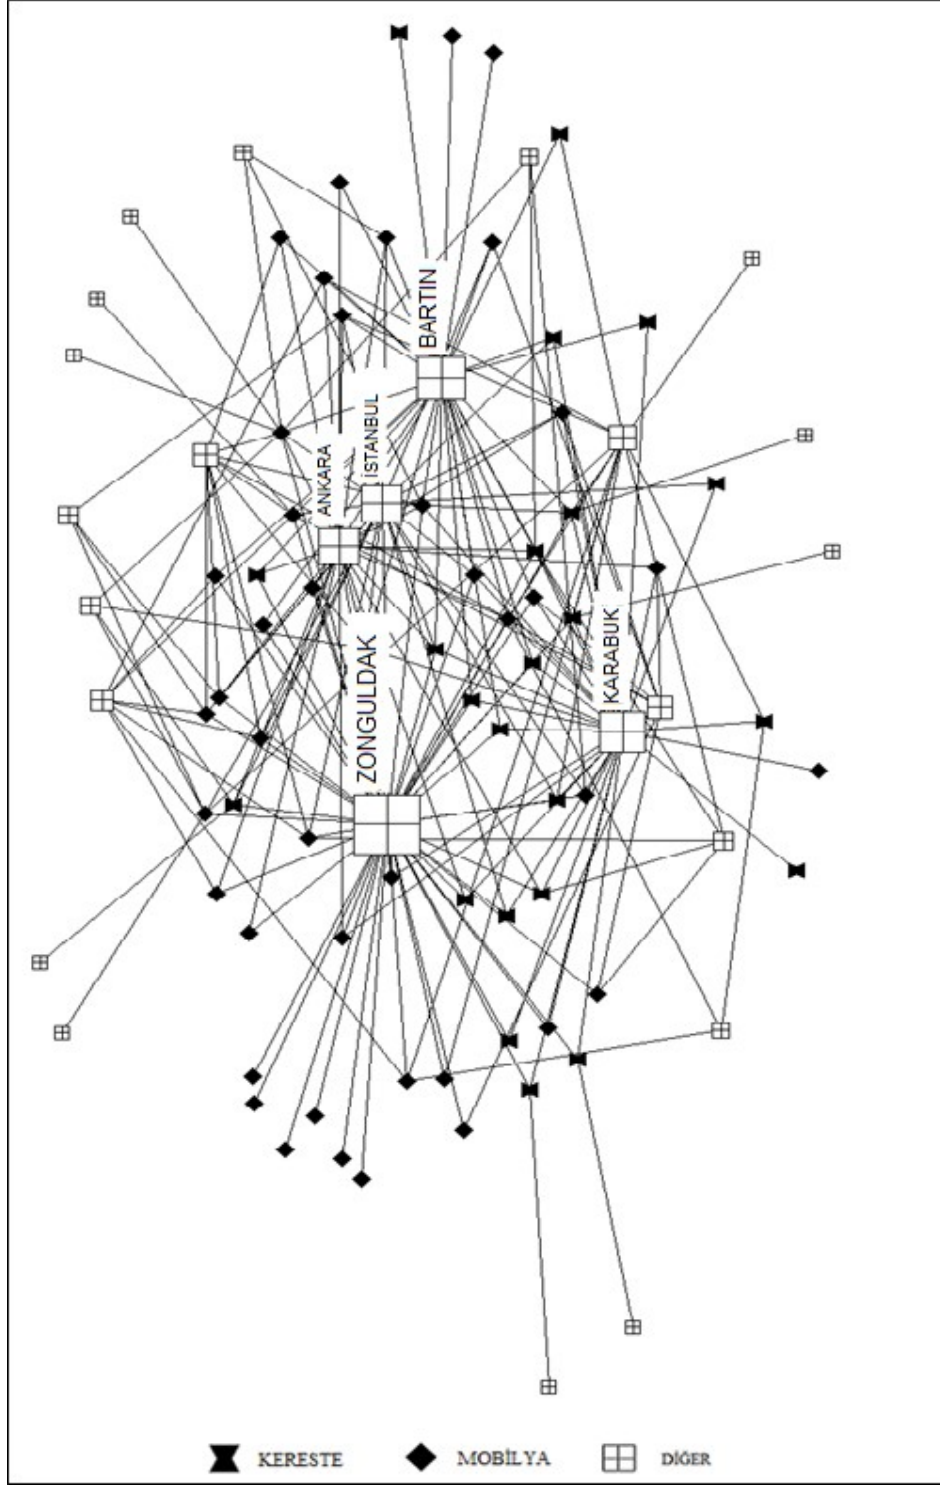 BARTIN
İSTANBUL
ANKARA
ZONGULDAK
KARABUK
KERESTE
MOBİLYA
DİĞER